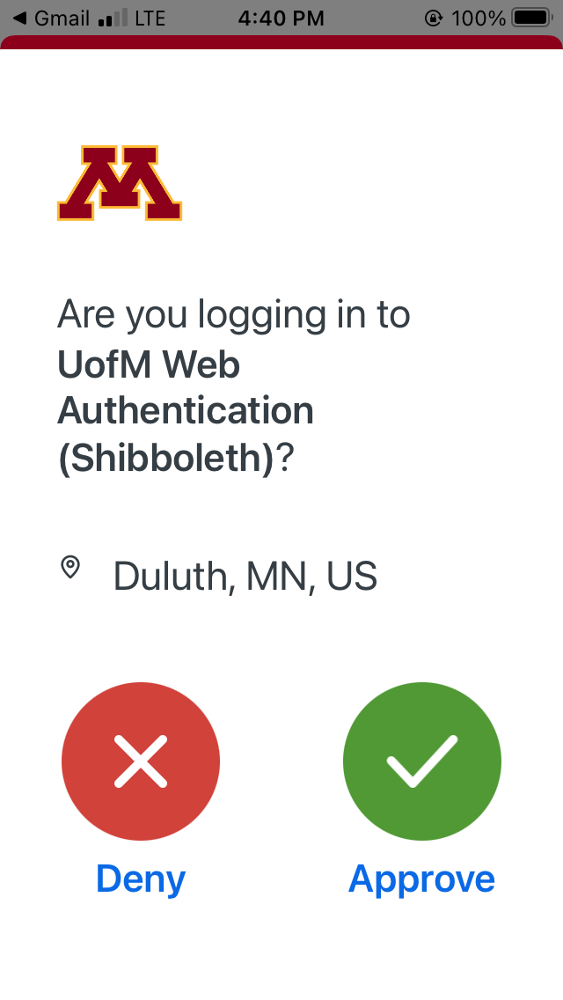 Gmail LTE 4:40 PM 100%
M
Are you logging in to
UofM Web
Authentication
(Shibboleth)?
Duluth, MN, US
Deny Approve